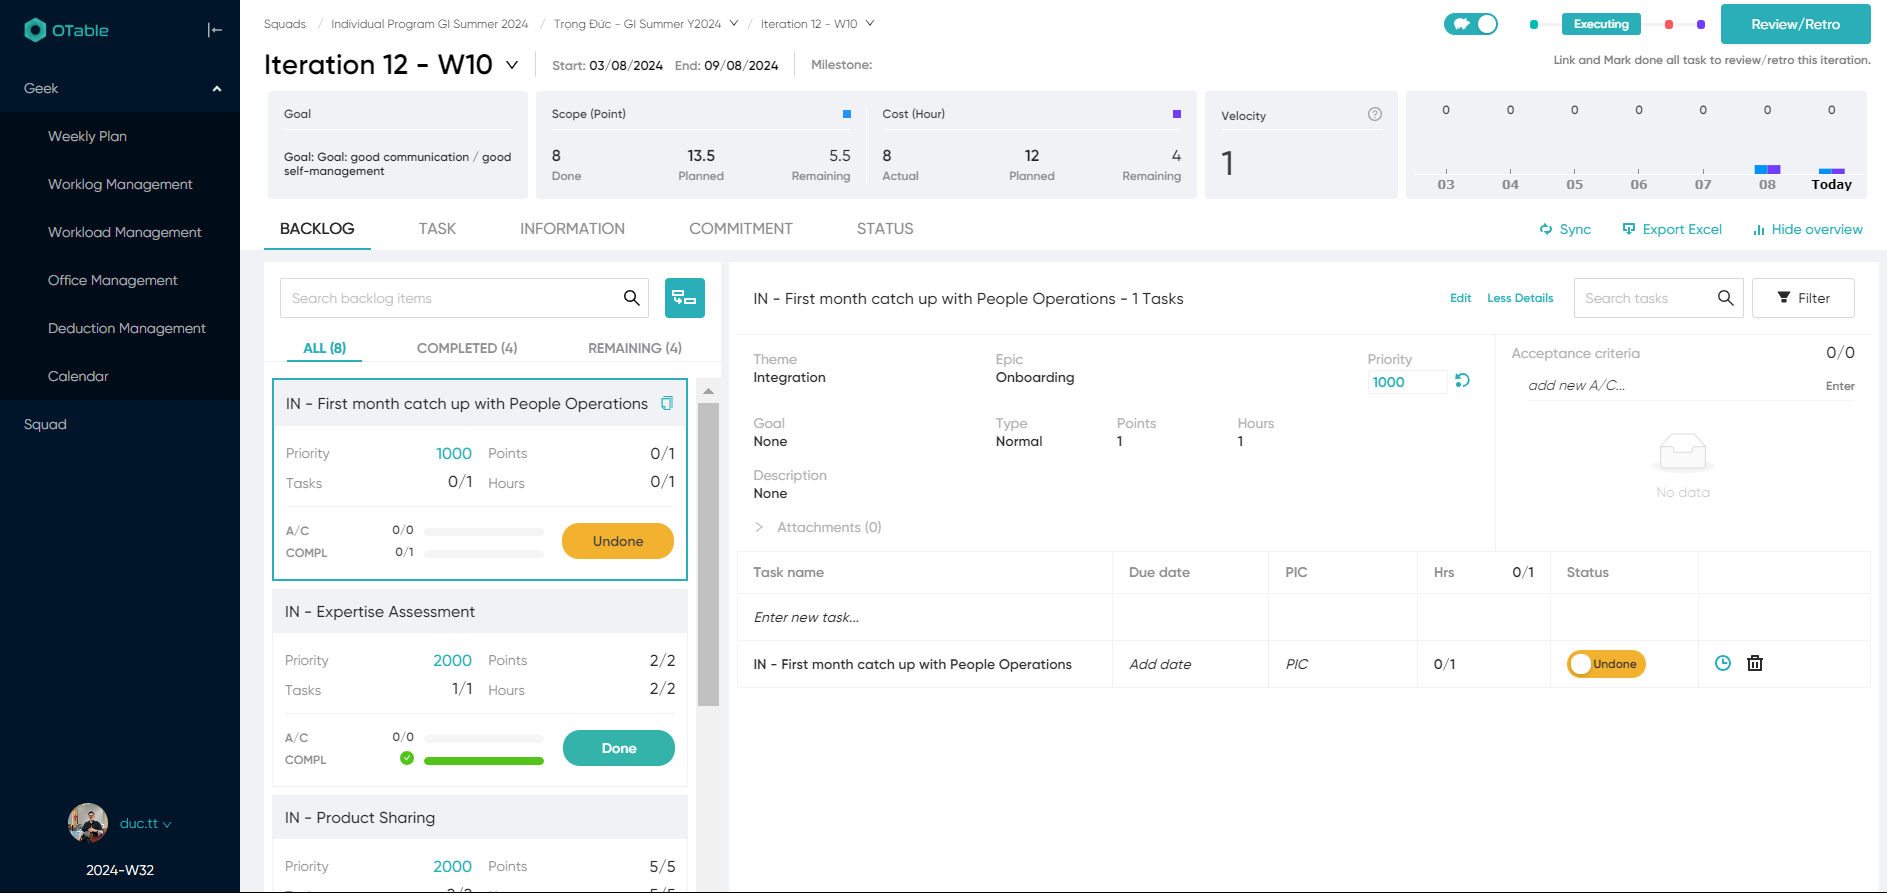 OTable
Geek
Weekly Plan
Worklog Management
Workload Management
Office Management
Deduction Management
Calendar
Squad
duc.tt
2024-W32
Squads / Individual Program GI Summer 2024 / Trọng Đức - GI Summer Y2024 / Iteration 12 - W10
Executing
Review/Retro
Iteration 12 - W10
Start: 03/08/2024 End: 09/08/2024
Milestone:
Link and Mark done all task to review/retro this iteration.
Goal
Goal: Goal: good communication / good
self-management
Scope (Point)
8 13.5 5.5
Done Planned Remaining
Cost (Hour)
8 12 4
Actual Planned Remaining
Velocity
1
0 0 0 0 0 0 0
03 04 05 06 07 08 Today
BACKLOG TASK INFORMATION COMMITMENT STATUS
Sync Export Excel Hide overview
Search backlog items
ALL (8) COMPLETED (4) REMAINING (4)
IN - First month catch up with People Operations
Priority 1000 Points 0/1
Tasks 0/1 Hours 0/1
A/C 0/0
COMPL 0/1
Undone
IN - Expertise Assessment
Priority 2000 Points 2/2
Tasks 1/1 Hours 2/2
A/C 0/0
COMPL
Done
IN - Product Sharing
Priority 2000 Points 5/5
IN - First month catch up with People Operations - 1 Tasks
Edit Less Details
Search tasks
Filter
Theme
Integration
Epic
Onboarding
Priority
1000
Goal
None
Type
Normal
Points
1
Hours
1
Description
None
Attachments (0)
Acceptance criteria 0/0
add new A/C... Enter
No data
Task name Due date PIC Hrs 0/1 Status
Enter new task...
IN - First month catch up with People Operations Add date PIC 0/1 Undone